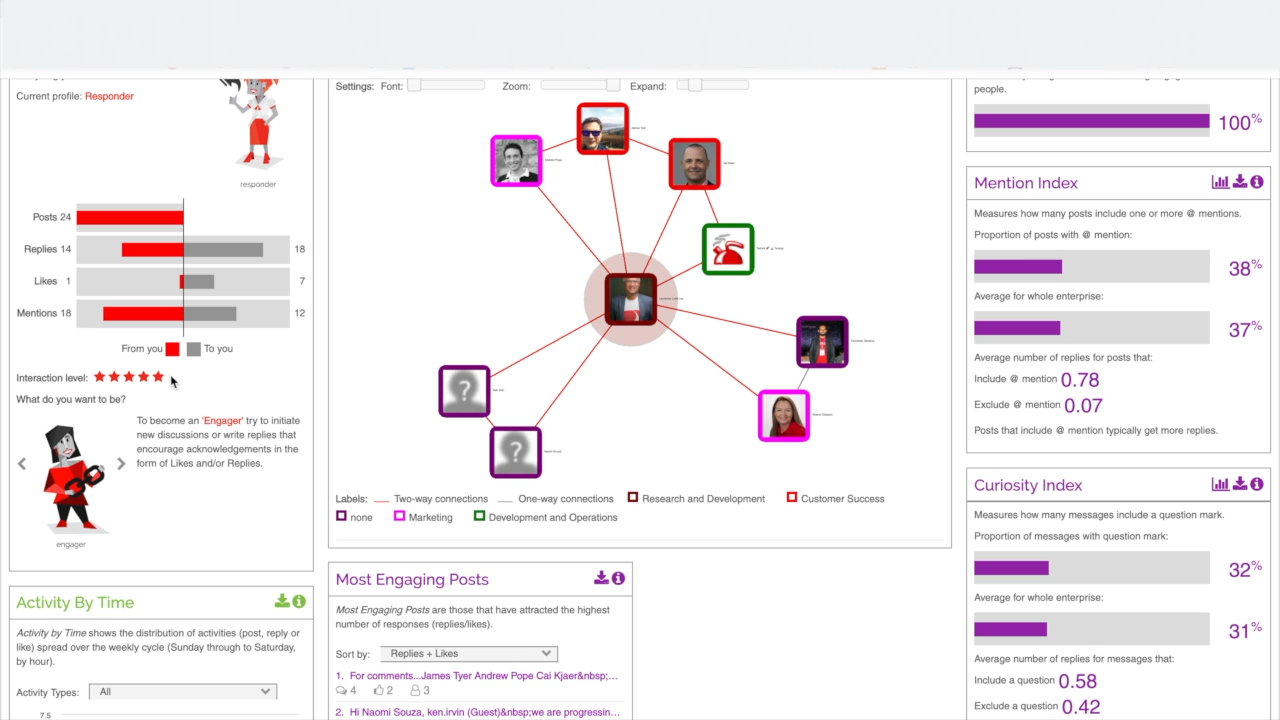 Current profile: Responder
responder
Posts 24
Replies 14
18
Likes 1
7
Mentions 18
12
From you
To you
Interaction level:
What do you want to be?
To become an 'Engager' try to initiate
new discussions or write replies that
encourage acknowledgements in the
form of Likes and/or Replies.
engager
Activity By Time
Activity by Time shows the distribution of activities (post, reply or
like) spread over the weekly cycle (Sunday through to Saturday,
by hour).
Activity Types: All
7.5
Settings: Font: Zoom: Expand:
Labels: Two-way connections One-way connections Research and Development Customer Success
none Marketing Development and Operations
Most Engaging Posts
Most Engaging Posts are those that have attracted the highest
number of responses (replies/likes).
Sort by: Replies + Likes
1. For comments...James Tyer Andrew Pope Cai Kjaer&nbsp;...
4 2 3
2. Hi Naomi Souza, ken.irvin (Guest)&nbsp;we are progressin...
people.
100%
Mention Index
Measures how many posts include one or more @ mentions.
Proportion of posts with @ mention:
38%
Average for whole enterprise:
37%
Average number of replies for posts that:
Include @ mention 0.78
Exclude @ mention 0.07
Posts that include @ mention typically get more replies.
Curiosity Index
Measures how many messages include a question mark.
Proportion of messages with question mark:
32%
Average for whole enterprise:
31%
Average number of replies for messages that:
Include a question 0.58
Exclude a question 0.42